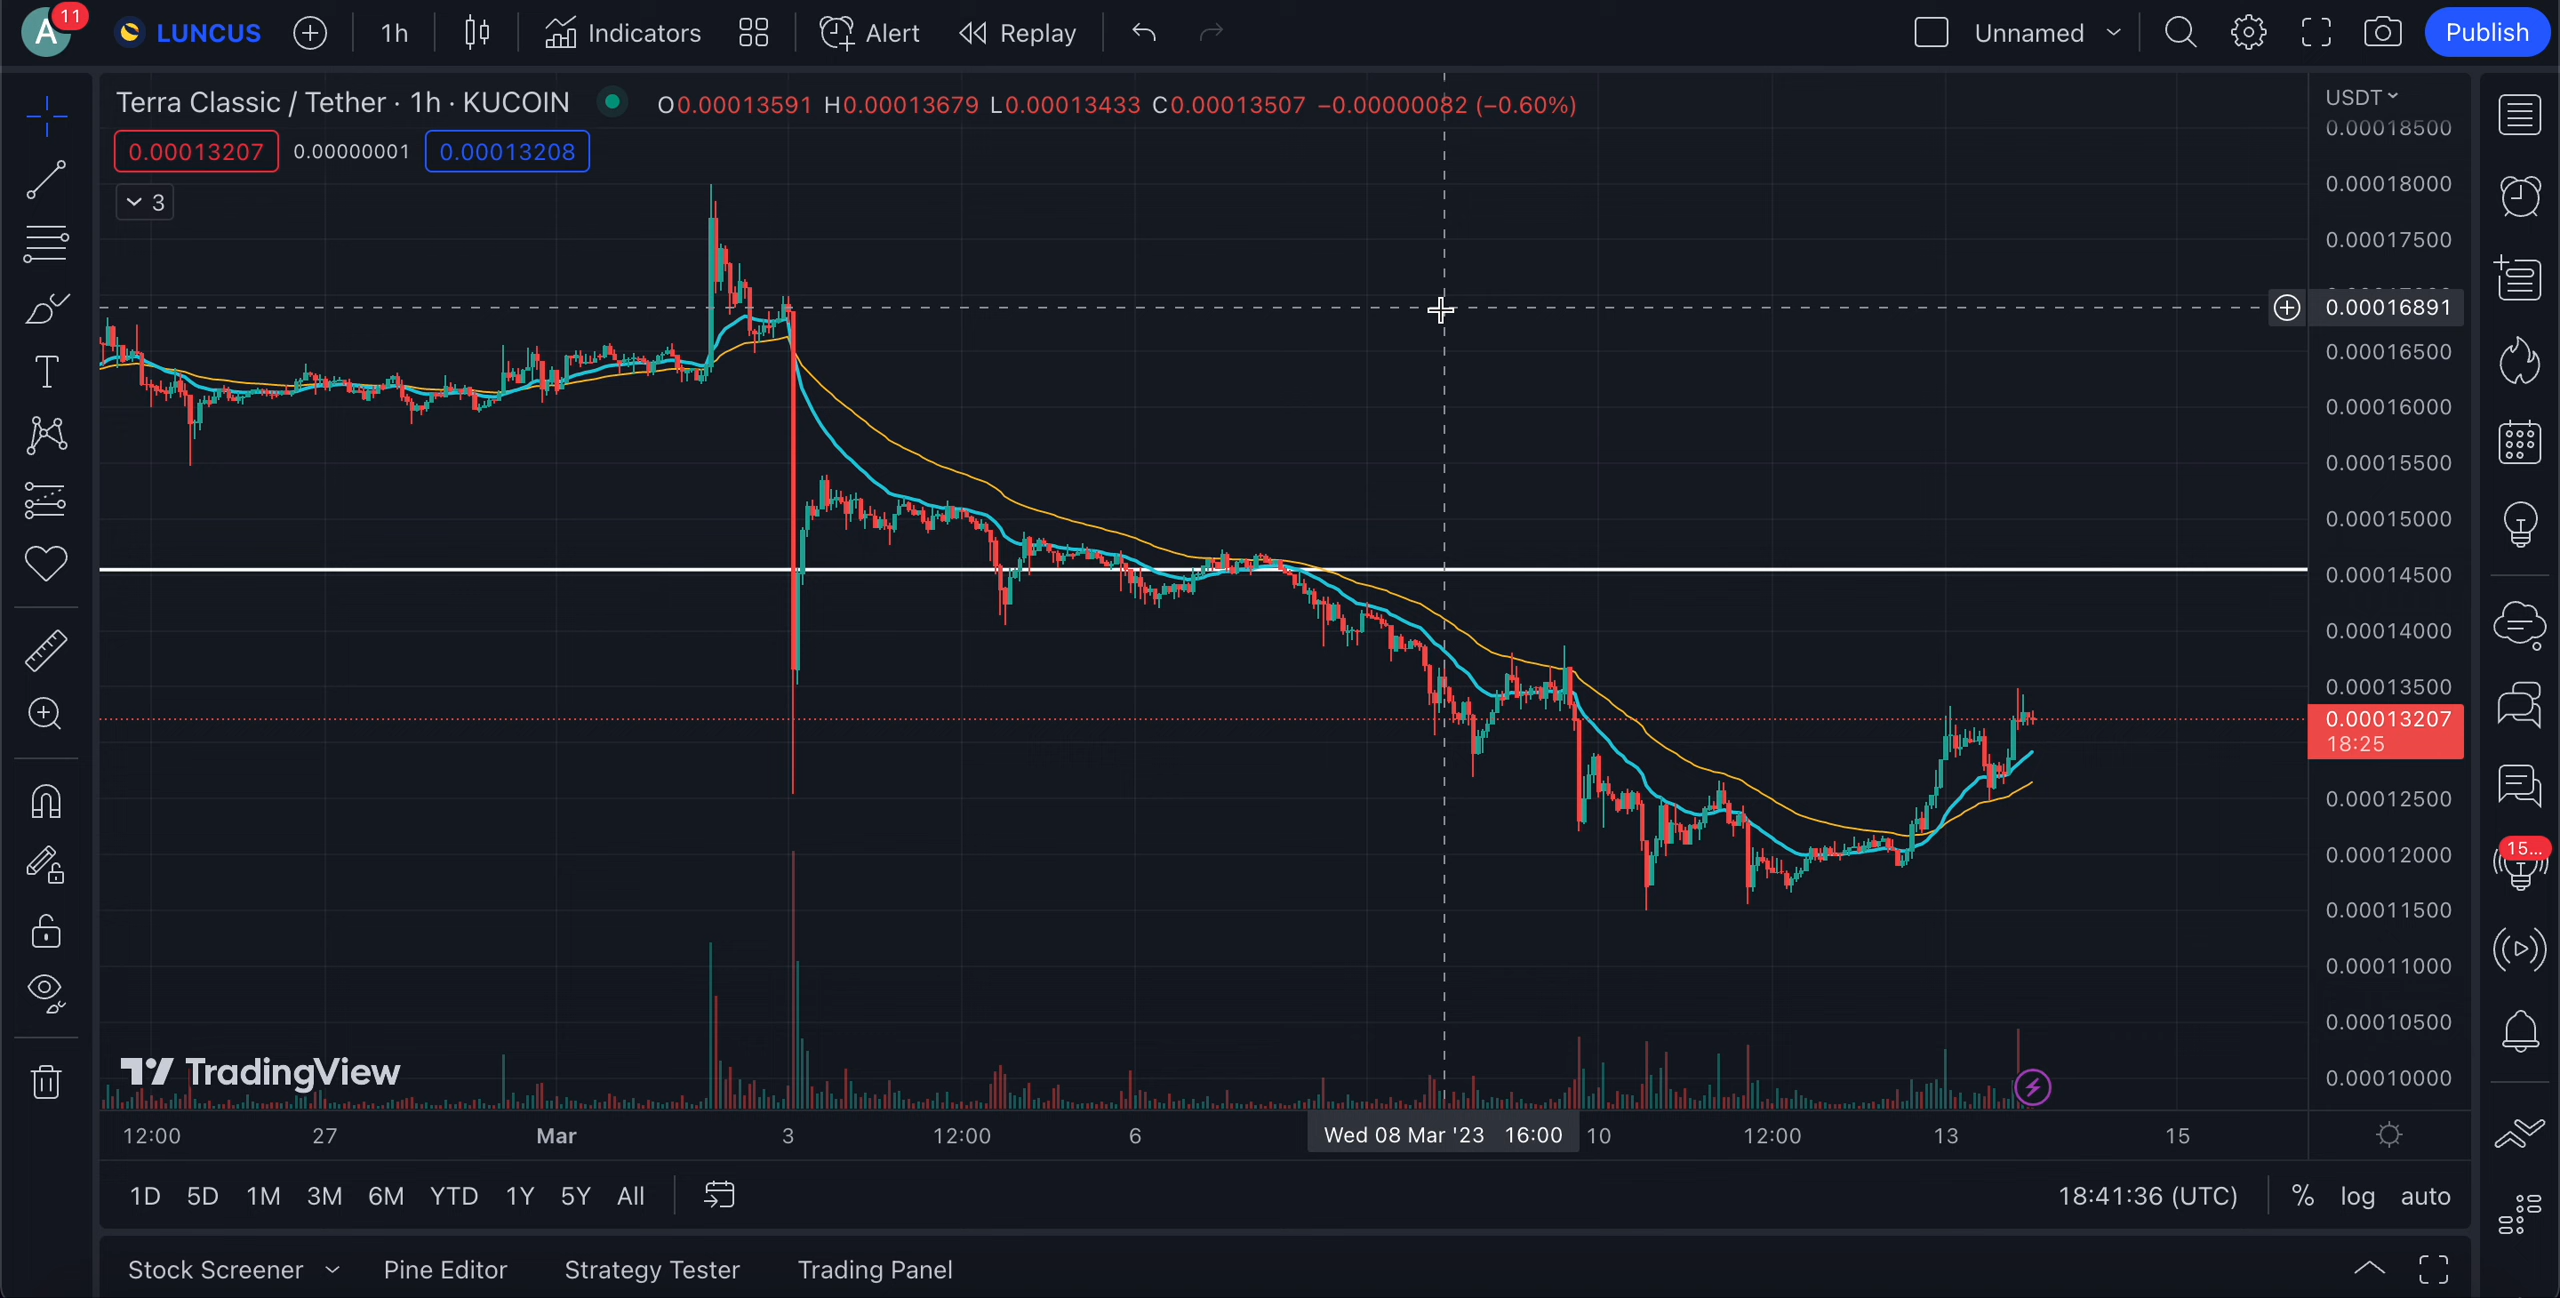 A 11 LUNCUS 1h Indicators Alert Replay Unnamed Publish
Terra Classic / Tether · 1h · KUCOIN O0.00013591 H0.00013679 L0.00013433 C0.00013507 −0.00000082 (−0.60%)
0.00013207 0.00000001 0.00013208
3
USDT
0.00018500
0.00018000
0.00017500
0.00016891
0.00016500
0.00016000
0.00015500
0.00015000
0.00014500
0.00014000
0.00013500
0.00013207
18:25
0.00012500
0.00012000
0.00011500
0.00011000
0.00010500
0.00010000
15...
TradingView
12:00 27 Mar 3 12:00 6 Wed 08 Mar '23 16:00 10 12:00 13 15
1D 5D 1M 3M 6M YTD 1Y 5Y All 18:41:36 (UTC) % log auto
Stock Screener Pine Editor Strategy Tester Trading Panel